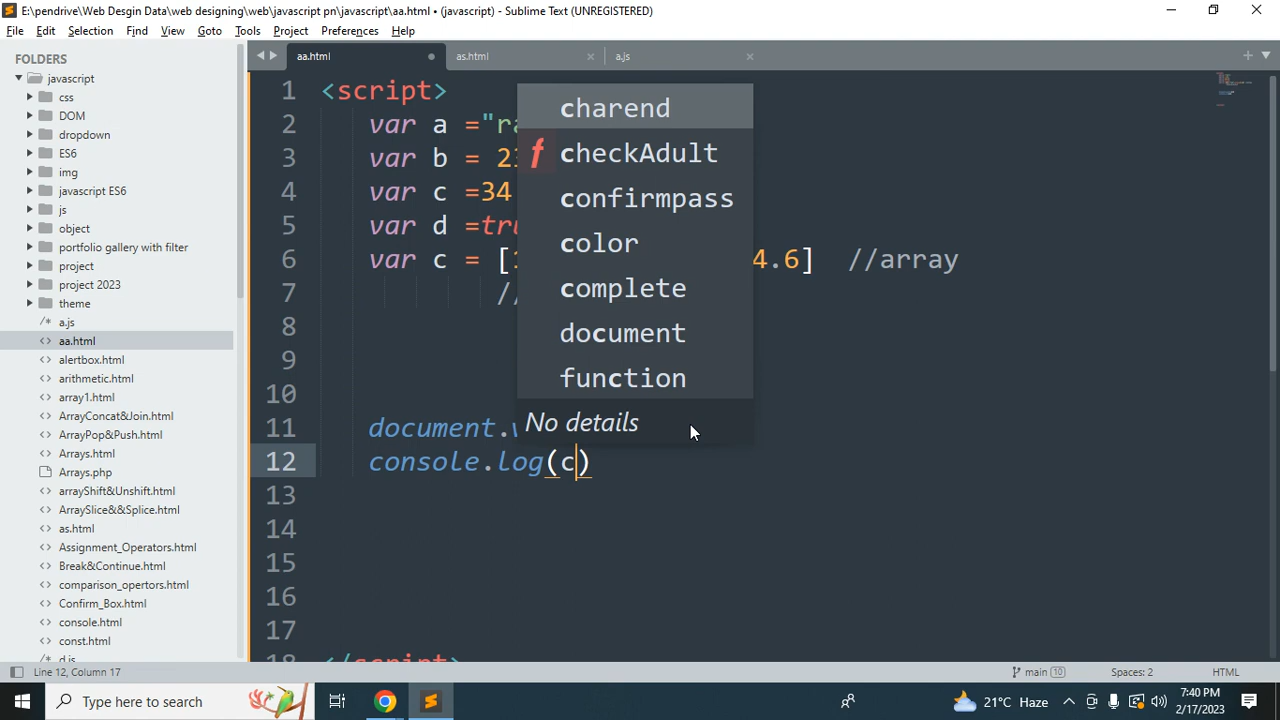 E:\pendrive\Web Desgin Data\web designing\web\javascript pn\javascript\aa.html • (javascript) - Sublime Text (UNREGISTERED)
File Edit Selection Find View Goto Tools Project Preferences Help
FOLDERS
javascript
css
DOM
dropdown
ES6
img
javascript ES6
js
object
portfolio gallery with filter
project
project 2023
theme
a.js
aa.html
alertbox.html
arithmetic.html
array1.html
ArrayConcat&Join.html
ArrayPop&Push.html
Arrays.html
Arrays.php
arrayShift&Unshift.html
ArraySlice&&Splice.html
as.html
Assignment_Operators.html
Break&Continue.html
comparison_opertors.html
Confirm_Box.html
console.html
const.html
d.js
aa.html as.html a.js
1 <script>
2 var a ="ra
3 var b = 2
4 var c =34
5 var d =tru
6 var c = [ 4.6] //array
7 //
8
9
10
11 document.
12 console.log(c)
13
14
15
16
17
18 </script>
charend
f checkAdult
confirmpass
color
complete
document
function
No details
Line 12, Column 17 main 10 Spaces: 2 HTML
Type here to search 21°C Haze 7:40 PM
2/17/2023